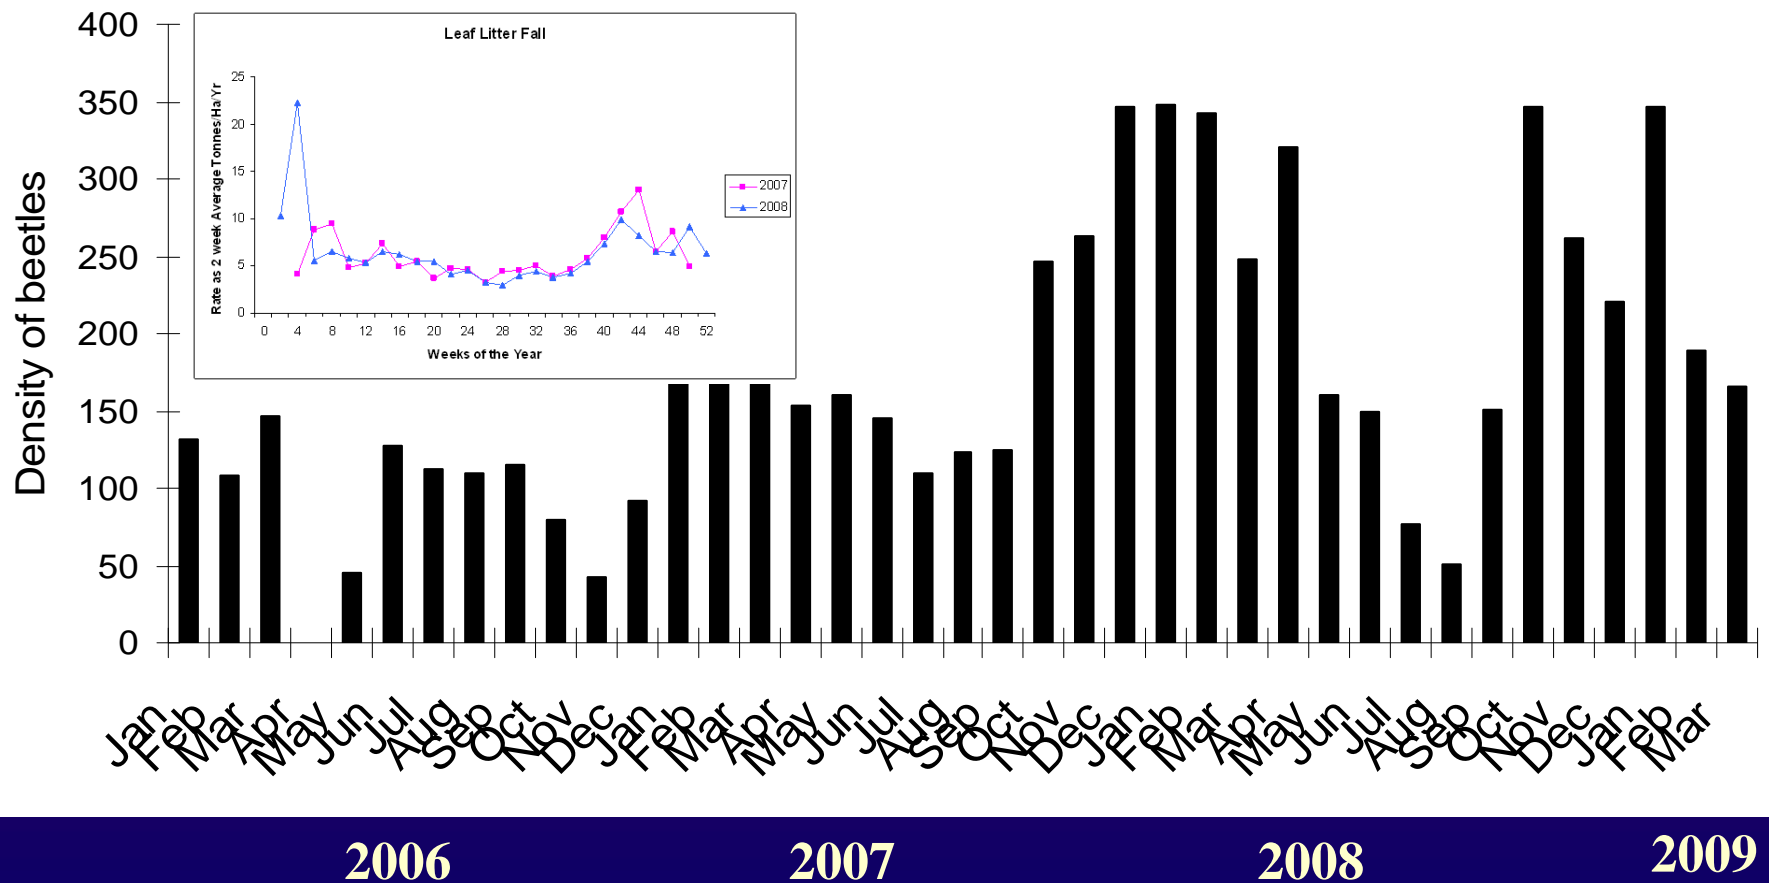 Density of beetles
400
350
300
250
200
150
100
50
0
Leaf Litter Fall
Rate as 2 week Average Tonnes/Ha/Yr
25
20
15
10
5
0
0 4 8 12 16 20 24 28 32 36 40 44 48 52
Weeks of the Year
2007
2008
Jan Feb Mar Apr May Jun Jul Aug Sep Oct Nov Dec Jan Feb Mar Apr May Jun Jul Aug Sep Oct Nov Dec Jan Feb Mar Apr May Jun Jul Aug Sep Oct Nov Dec Jan Feb Mar
2006 2007 2008 2009